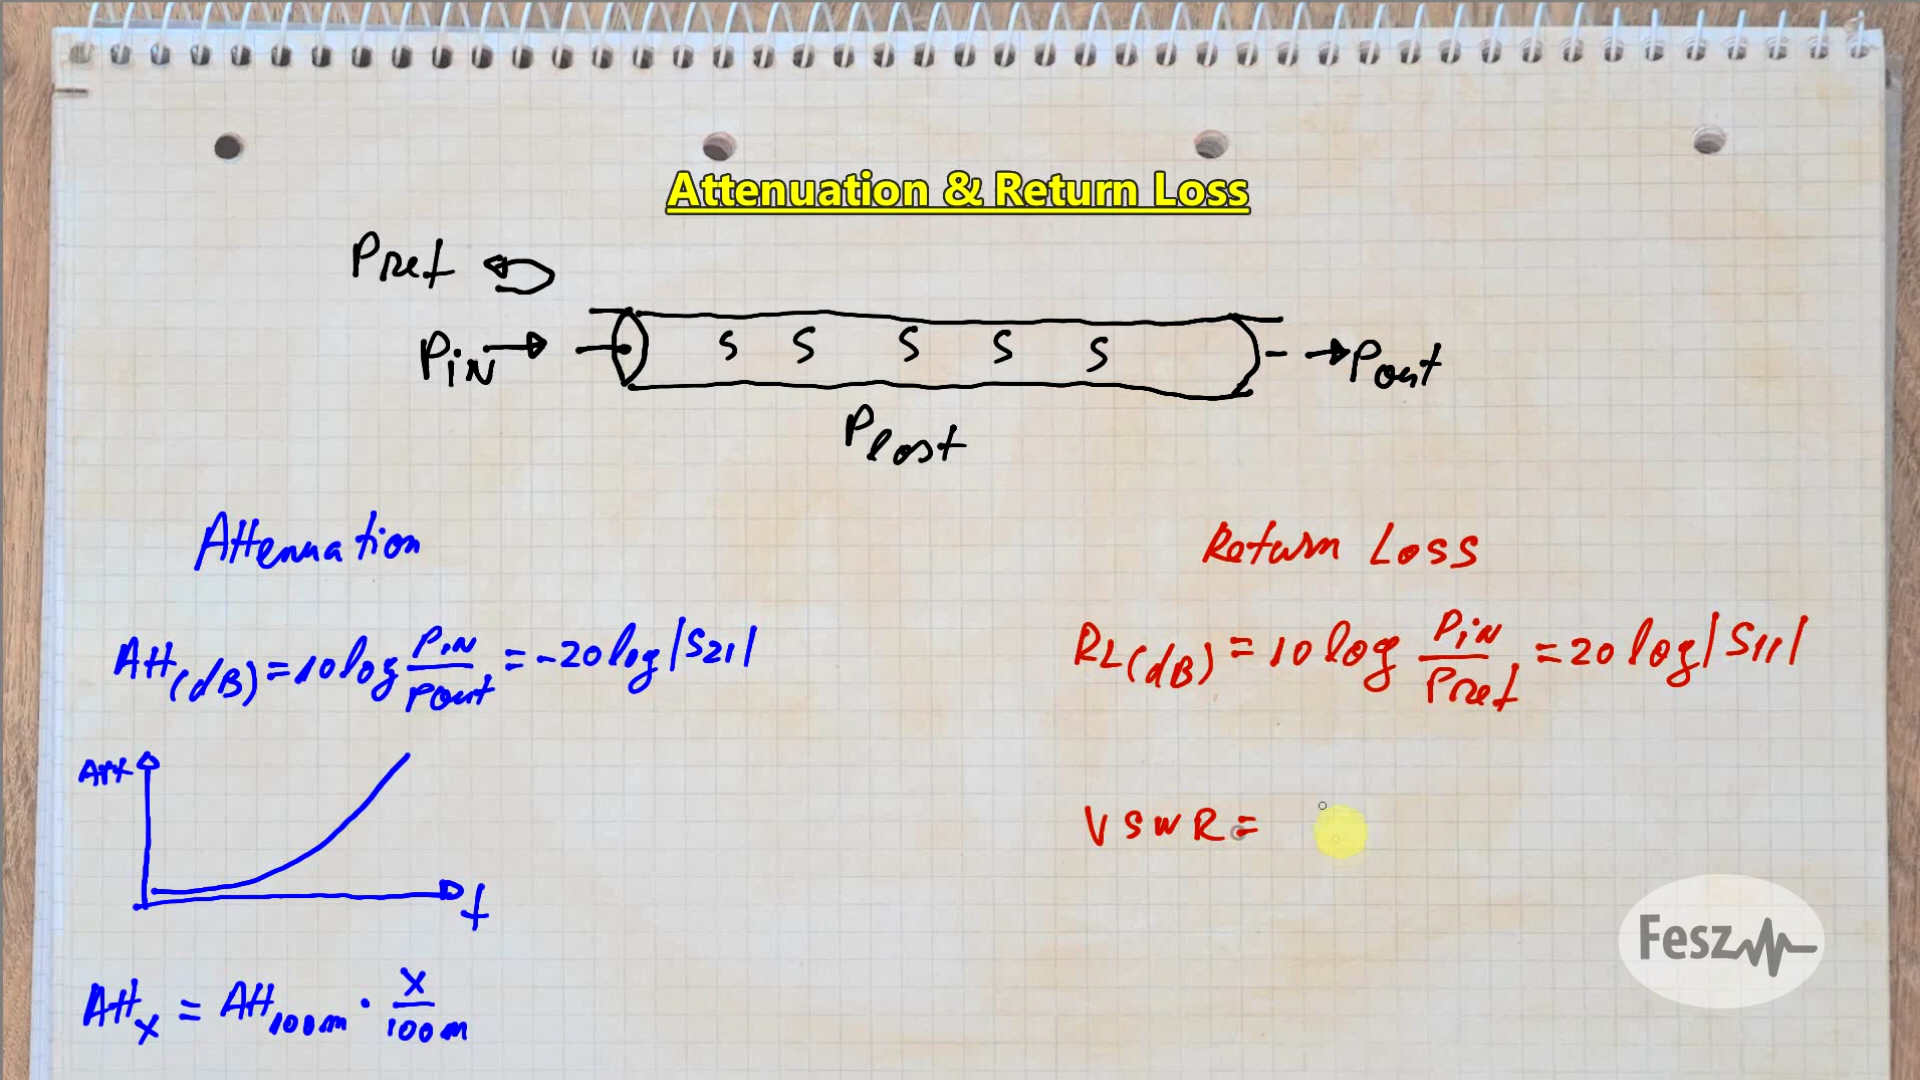 Attenuation & Return Loss
Pref
PiN
Pout
Plost
S S S S S
Attenuation
Return Loss
Att(dB) = 10 log PiN/Pout = -20 log |S21|
RL(dB) = 10 log PiN/Pref = 20 log |S11|
Att
f
VSWR =
Fesz
Attx = Att100m · x/100m